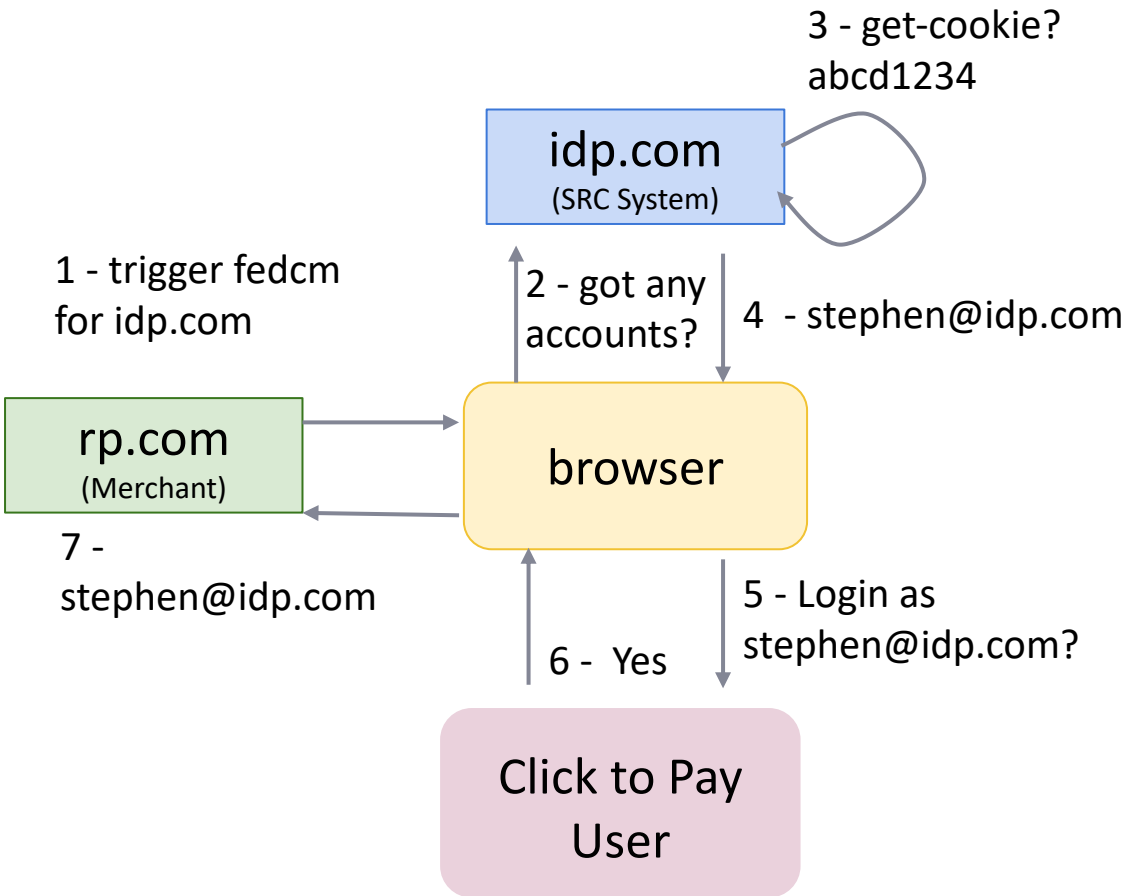 3 - get-cookie?
abcd1234
idp.com
(SRC System)
1 - trigger fedcm
for idp.com
2 - got any
accounts?
4 - stephen@idp.com
rp.com
(Merchant)
browser
7 -
stephen@idp.com
5 - Login as
stephen@idp.com?
6 - Yes
Click to Pay
User